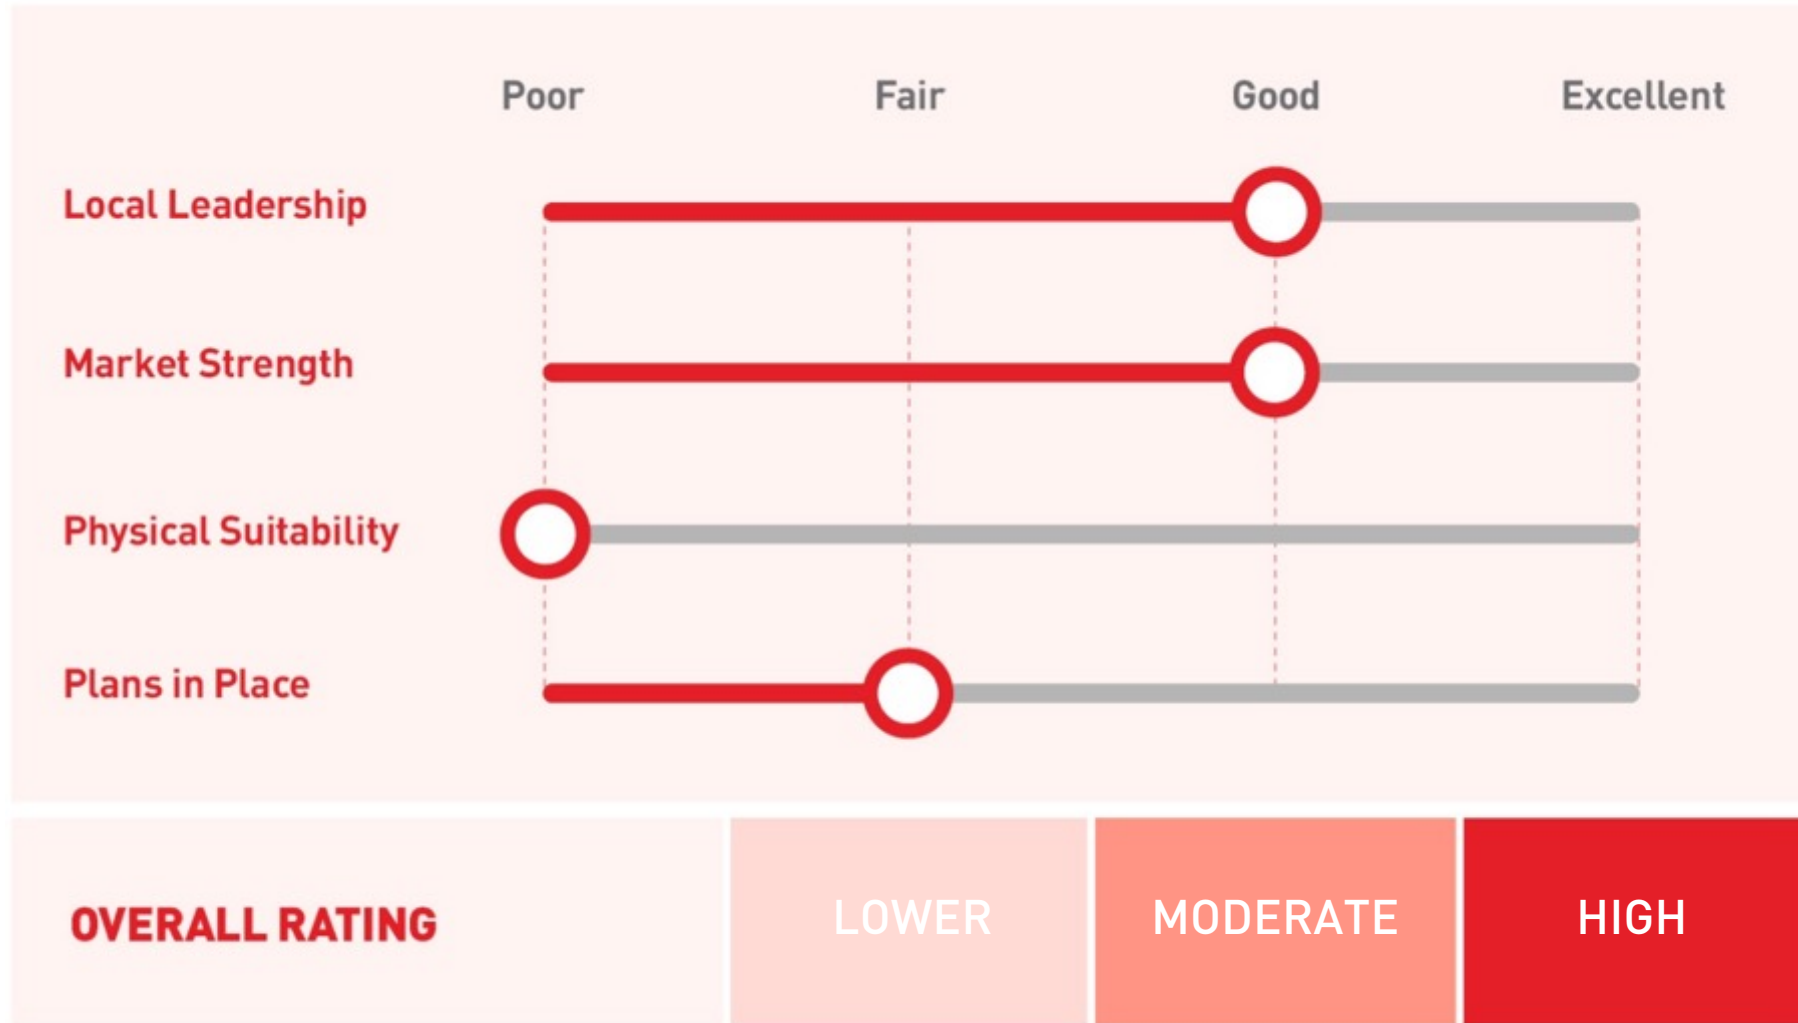 Poor Fair Good Excellent
Local Leadership
Market Strength
Physical Suitability
Plans in Place
OVERALL RATING LOWER MODERATE HIGH